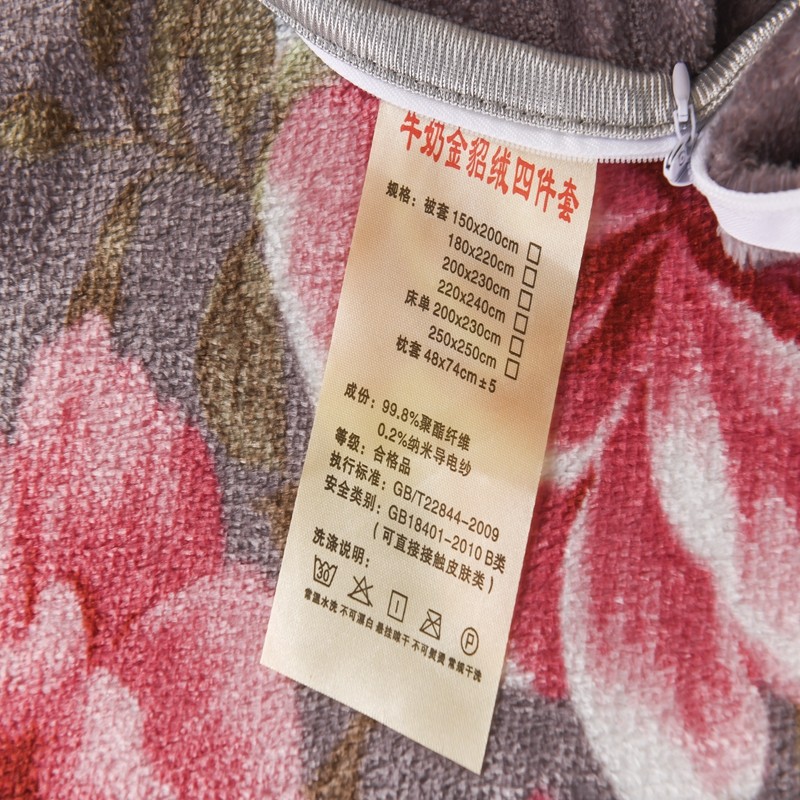 牛奶金貂绒四件套
规格：被套 150x200cm □
180x220cm □
200x230cm □
220x240cm □
床单 200x230cm □
250x250cm □
枕套 48x74cm±5
成份：99.8%聚酯纤维
0.2%纳米导电纱
等级：合格品
执行标准：GB/T22844-2009
安全类别：GB18401-2010 B类
(可直接接触皮肤类)
洗涤说明：
30 P
常温水洗 不可漂白 悬挂晾干 不可熨烫 常规干洗